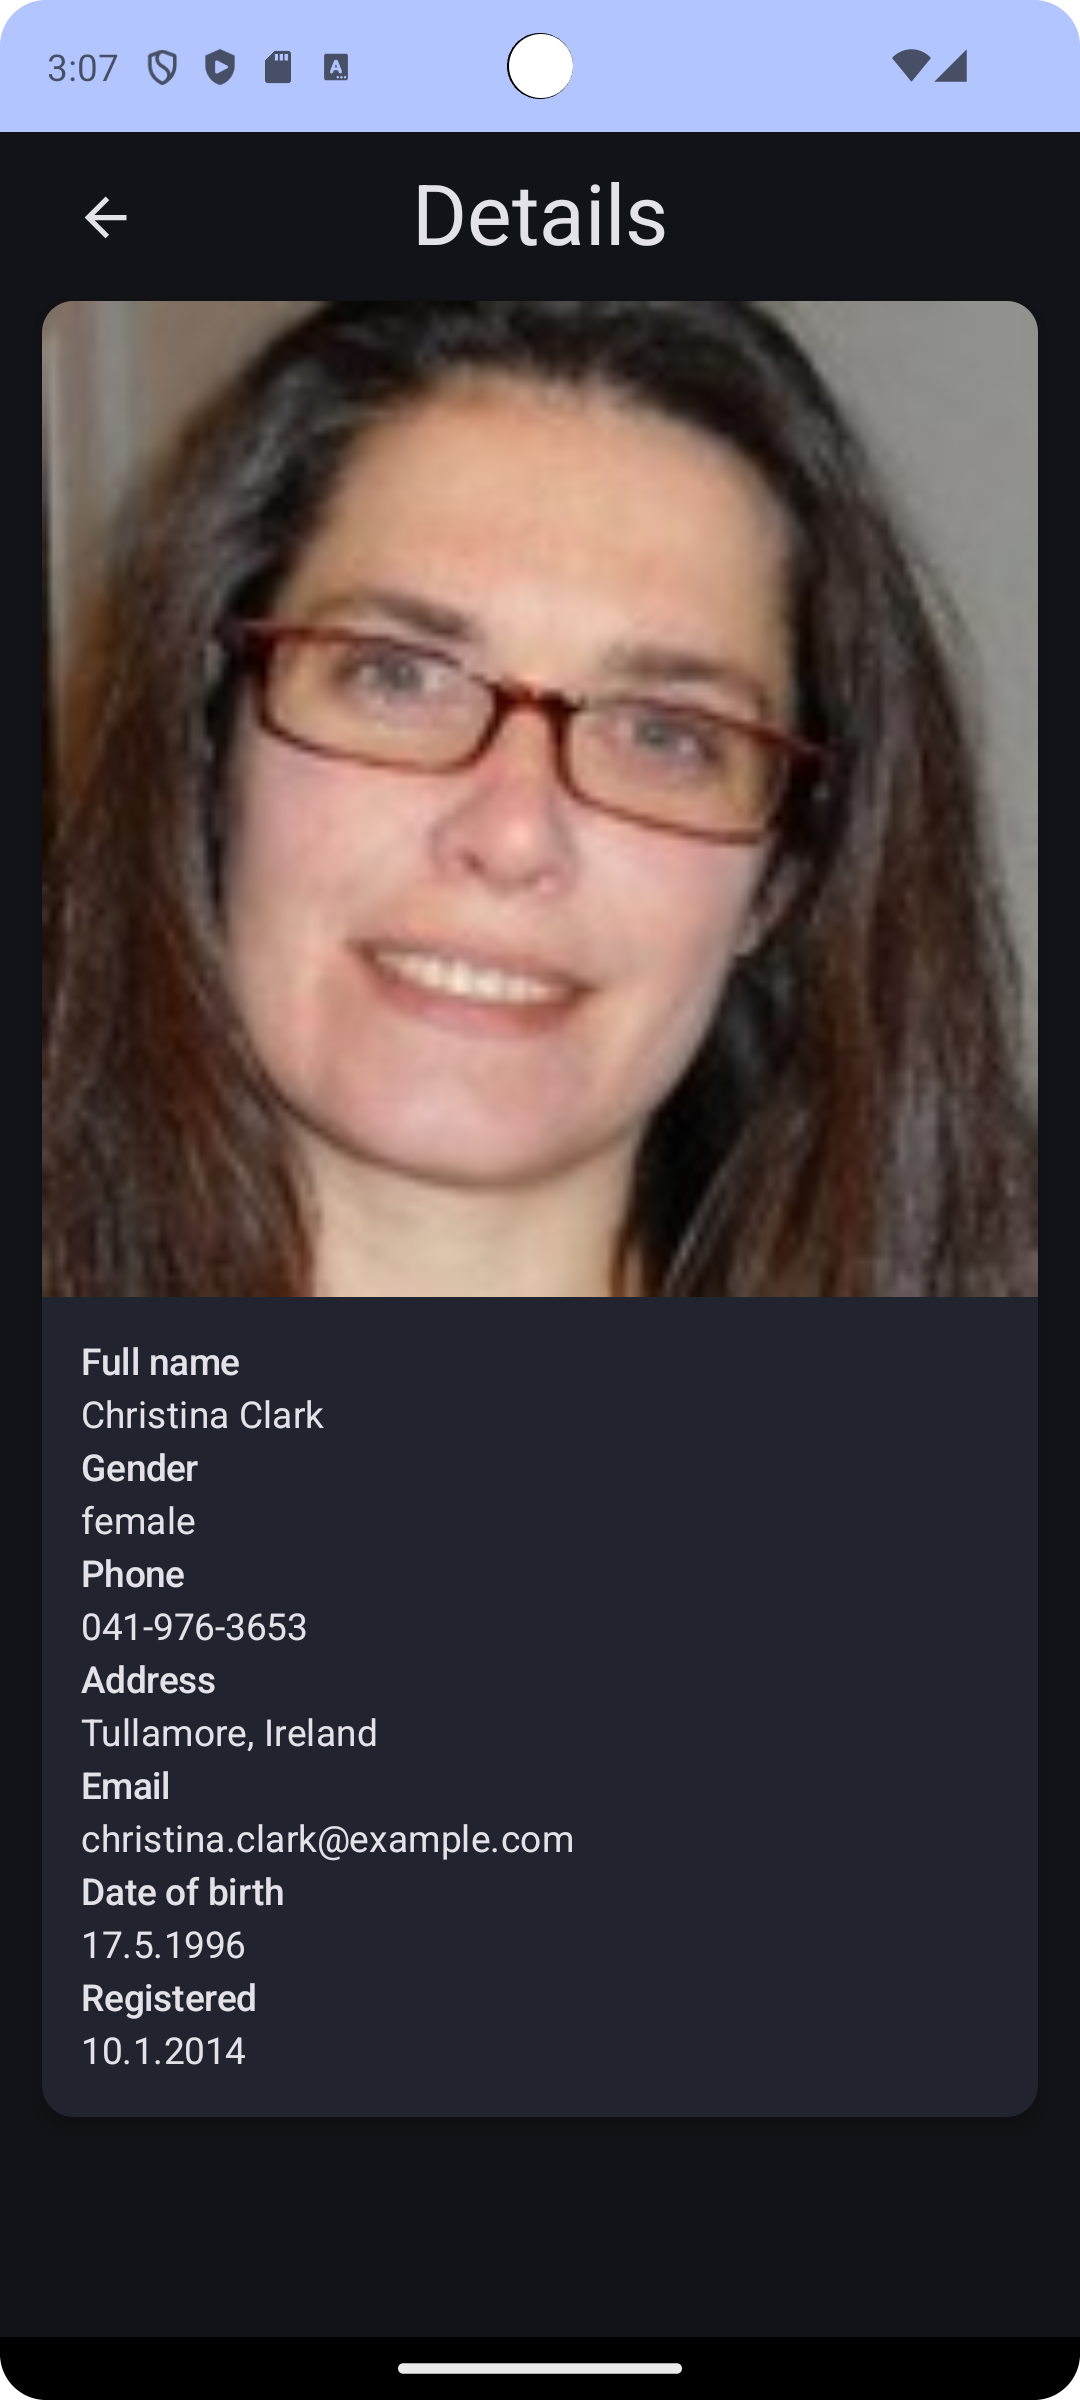 3:07
Details
Full name
Christina Clark
Gender
female
Phone
041-976-3653
Address
Tullamore, Ireland
Email
christina.clark@example.com
Date of birth
17.5.1996
Registered
10.1.2014